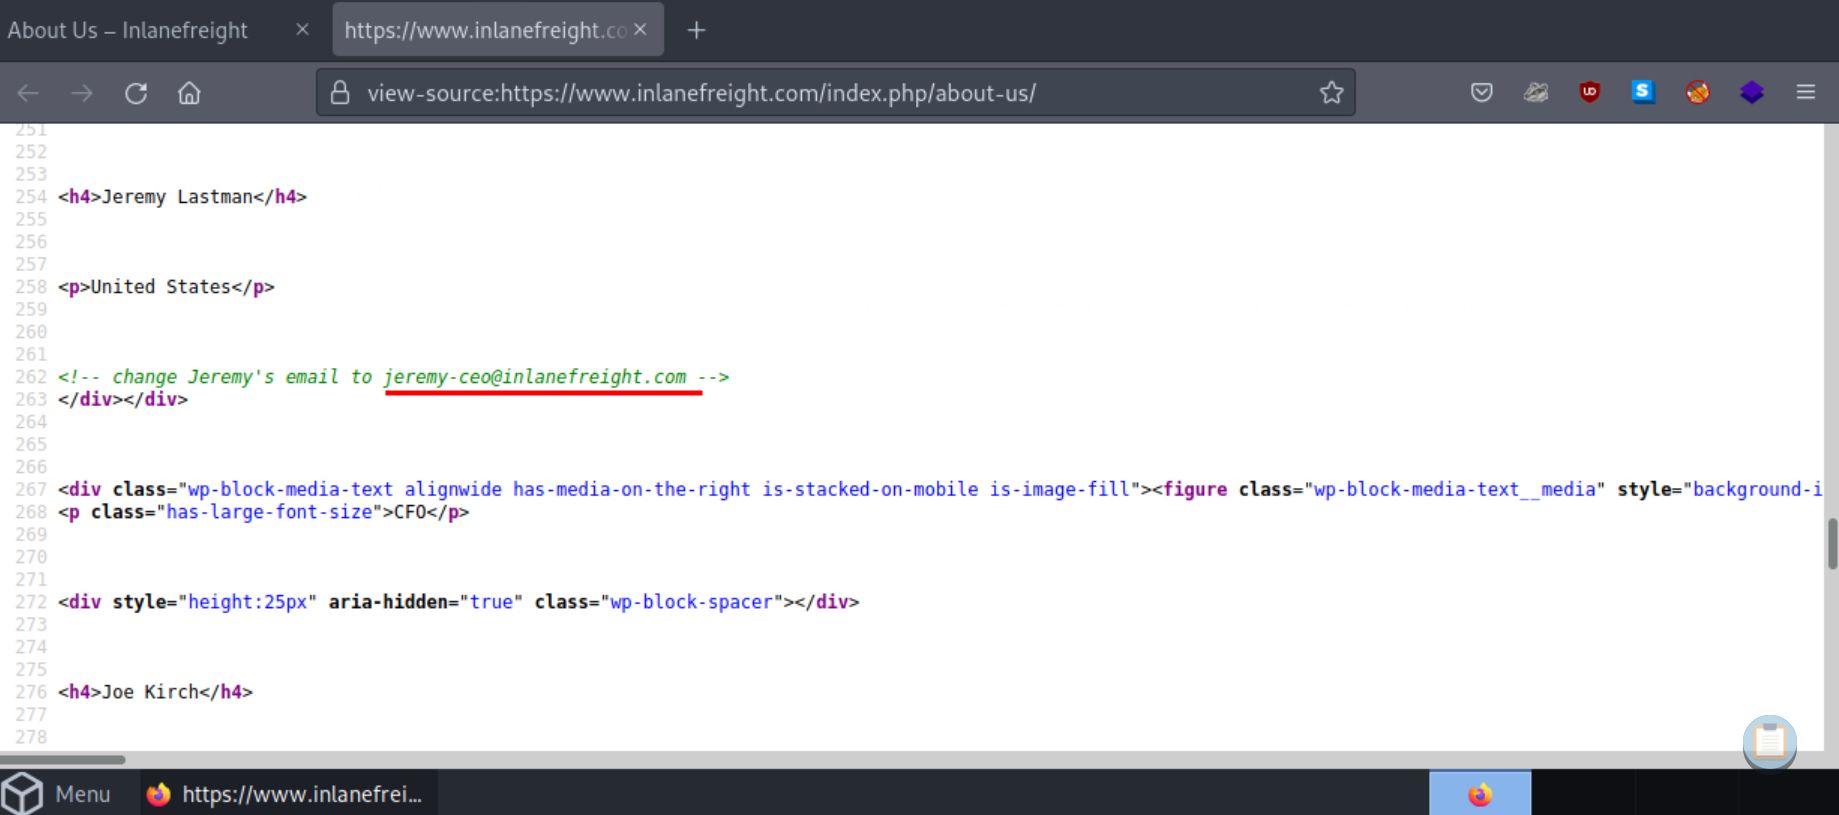 About Us – Inlanefreight
https://www.inlanefreight.co
view-source:https://www.inlanefreight.com/index.php/about-us/
251
252
253
254 <h4>Jeremy Lastman</h4>
255
256
257
258 <p>United States</p>
259
260
261
262 <!-- change Jeremy's email to jeremy-ceo@inlanefreight.com -->
263 </div></div>
264
265
266
267 <div class="wp-block-media-text alignwide has-media-on-the-right is-stacked-on-mobile is-image-fill"><figure class="wp-block-media-text__media" style="background-i
268 <p class="has-large-font-size">CFO</p>
269
270
271
272 <div style="height:25px" aria-hidden="true" class="wp-block-spacer"></div>
273
274
275
276 <h4>Joe Kirch</h4>
277
278
Menu
https://www.inlanefrei...